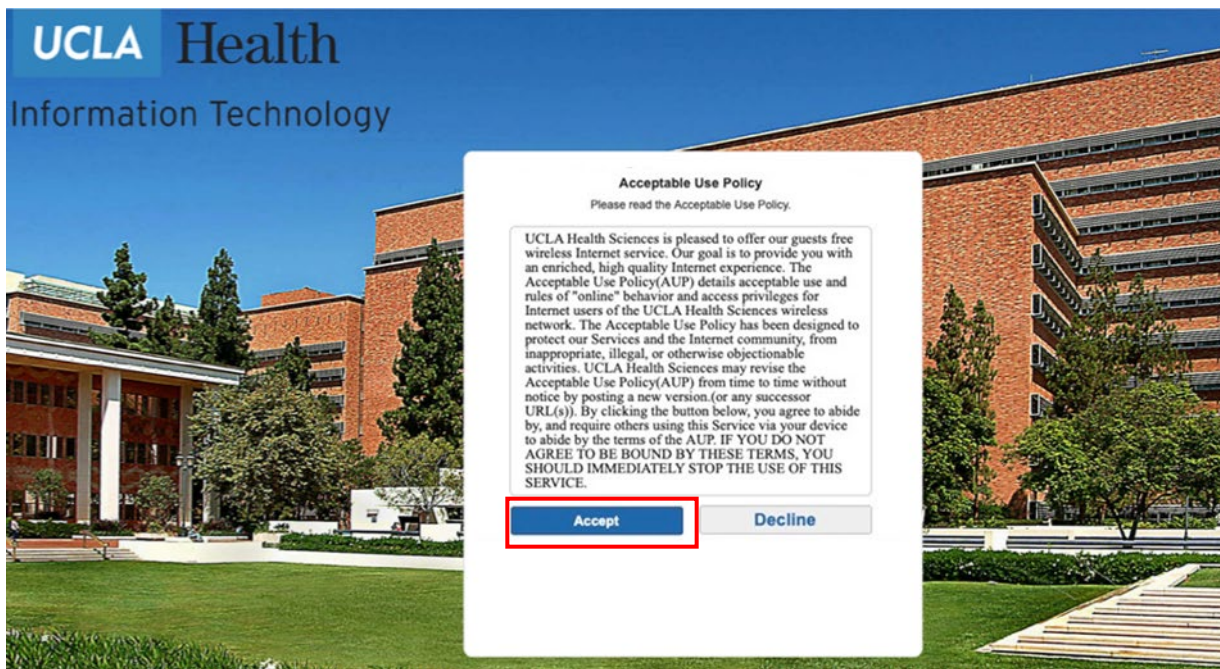 UCLA Health
Information Technology
Acceptable Use Policy
Please read the Acceptable Use Policy.
UCLA Health Sciences is pleased to offer our guests free
wireless Internet service. Our goal is to provide you with
an enriched, high quality Internet experience. The
Acceptable Use Policy(AUP) details acceptable use and
rules of "online" behavior and access privileges for
Internet users of the UCLA Health Sciences wireless
network. The Acceptable Use Policy has been designed to
protect our Services and the Internet community, from
inappropriate, illegal, or otherwise objectionable
activities. UCLA Health Sciences may revise the
Acceptable Use Policy(AUP) from time to time without
notice by posting a new version.(or any successor
URL(s)). By clicking the button below, you agree to abide
by, and require others using this Service via your device
to abide by the terms of the AUP. IF YOU DO NOT
AGREE TO BE BOUND BY THESE TERMS, YOU
SHOULD IMMEDIATELY STOP THE USE OF THIS
SERVICE.
Accept Decline